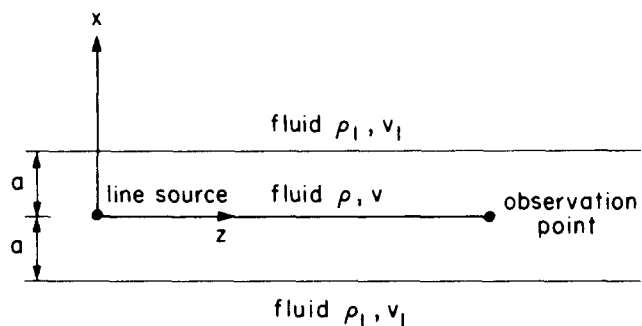 x
fluid ρ₁, v₁
a
line source
fluid ρ, v
observation
point
z
a
fluid ρ₁, v₁